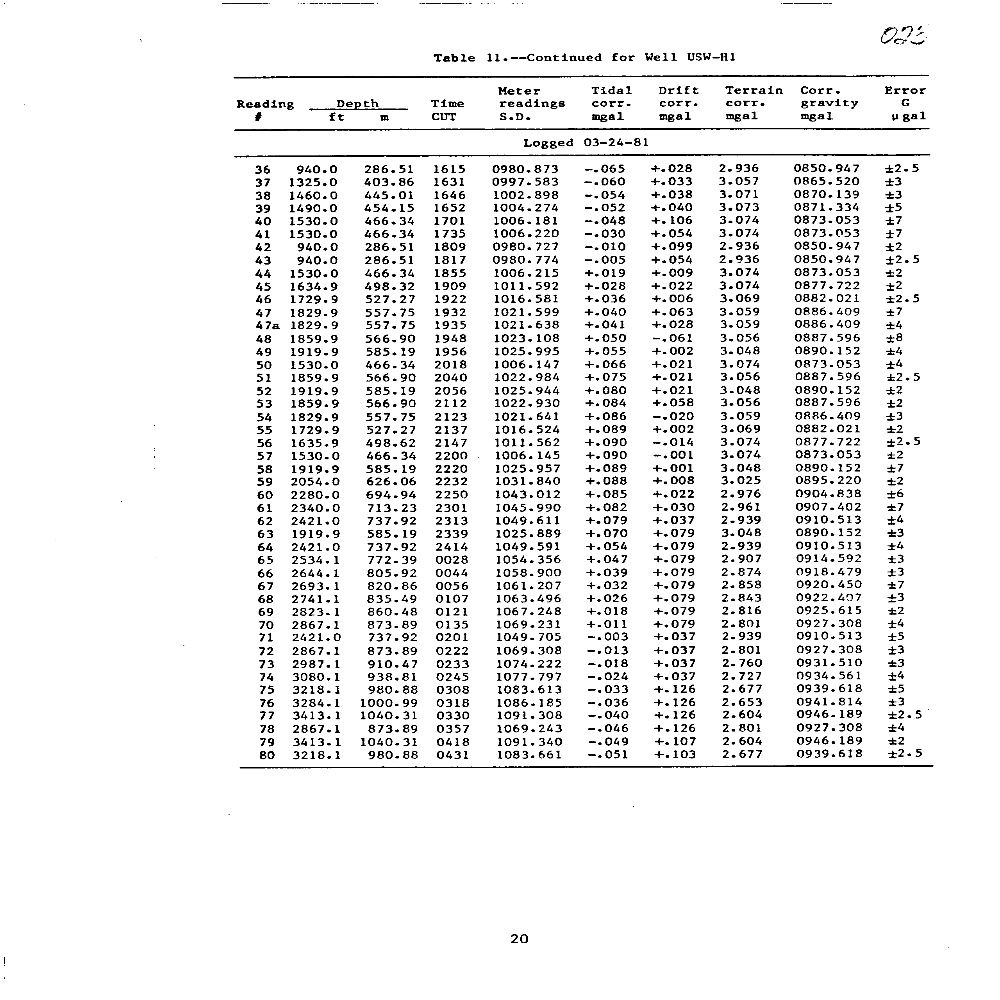 023
Table 11.--Continued for Well USW-H1
Meter Tidal Drift Terrain Corr. Error
Reading Depth Time readings corr. corr. corr. gravity G
# ft m CUT S.D. mgal mgal mgal mgal µgal
Logged 03-24-81
36 940.0 286.51 1615 0980.873 -.065 +.028 2.936 0850.947 ±2.5
37 1325.0 403.86 1631 0997.583 -.060 +.033 3.057 0865.520 ±3
38 1460.0 445.01 1646 1002.898 -.054 +.038 3.071 0870.139 ±3
39 1490.0 454.15 1652 1004.274 -.052 +.040 3.073 0871.334 ±5
40 1530.0 466.34 1701 1006.181 -.048 +.106 3.074 0873.053 ±7
41 1530.0 466.34 1735 1006.220 -.030 +.054 3.074 0873.053 ±7
42 940.0 286.51 1809 0980.727 -.010 +.099 2.936 0850.947 ±2
43 940.0 286.51 1817 0980.774 -.005 +.054 2.936 0850.947 ±2.5
44 1530.0 466.34 1855 1006.215 +.019 +.009 3.074 0873.053 ±2
45 1634.9 498.32 1909 1011.592 +.028 +.022 3.074 0877.722 ±2
46 1729.9 527.27 1922 1016.581 +.036 +.006 3.069 0882.021 ±2.5
47 1829.9 557.75 1932 1021.599 +.040 +.063 3.059 0886.409 ±7
47a 1829.9 557.75 1935 1021.638 +.041 +.028 3.059 0886.409 ±4
48 1859.9 566.90 1948 1023.108 +.050 -.061 3.056 0887.596 ±8
49 1919.9 585.19 1956 1025.995 +.055 +.002 3.048 0890.152 ±4
50 1530.0 466.34 2018 1006.147 +.066 +.021 3.074 0873.053 ±4
51 1859.9 566.90 2040 1022.984 +.075 +.021 3.056 0887.596 ±2.5
52 1919.9 585.19 2056 1025.944 +.080 +.021 3.048 0890.152 ±2
53 1859.9 566.90 2112 1022.930 +.084 +.058 3.056 0887.596 ±2
54 1829.9 557.75 2123 1021.641 +.086 -.020 3.059 0886.409 ±3
55 1729.9 527.27 2137 1016.524 +.089 +.002 3.069 0882.021 ±2
56 1635.9 498.62 2147 1011.562 +.090 -.014 3.074 0877.722 ±2.5
57 1530.0 466.34 2200 1006.145 +.090 -.001 3.074 0873.053 ±2
58 1919.9 585.19 2220 1025.957 +.089 +.001 3.048 0890.152 ±7
59 2054.0 626.06 2232 1031.840 +.088 +.008 3.025 0895.220 ±2
60 2280.0 694.94 2250 1043.012 +.085 +.022 2.976 0904.838 ±6
61 2340.0 713.23 2301 1045.990 +.082 +.030 2.961 0907.402 ±7
62 2421.0 737.92 2313 1049.611 +.079 +.037 2.939 0910.513 ±4
63 1919.9 585.19 2339 1025.889 +.070 +.079 3.048 0890.152 ±3
64 2421.0 737.92 2414 1049.591 +.054 +.079 2.939 0910.513 ±4
65 2534.1 772.39 0028 1054.356 +.047 +.079 2.907 0914.592 ±3
66 2644.1 805.92 0044 1058.900 +.039 +.079 2.874 0918.479 ±3
67 2693.1 820.86 0056 1061.207 +.032 +.079 2.858 0920.450 ±7
68 2741.1 835.49 0107 1063.496 +.026 +.079 2.843 0922.407 ±3
69 2823.1 860.48 0121 1067.248 +.018 +.079 2.816 0925.615 ±2
70 2867.1 873.89 0135 1069.231 +.011 +.079 2.801 0927.308 ±4
71 2421.0 737.92 0201 1049.705 -.003 +.037 2.939 0910.513 ±5
72 2867.1 873.89 0222 1069.308 -.013 +.037 2.801 0927.308 ±3
73 2987.1 910.47 0233 1074.222 -.018 +.037 2.760 0931.510 ±3
74 3080.1 938.81 0245 1077.797 -.024 +.037 2.727 0934.561 ±4
75 3218.1 980.88 0308 1083.613 -.033 +.126 2.677 0939.618 ±5
76 3284.1 1000.99 0318 1086.185 -.036 +.126 2.653 0941.814 ±3
77 3413.1 1040.31 0330 1091.308 -.040 +.126 2.604 0946.189 ±2.5
78 2867.1 873.89 0357 1069.243 -.046 +.126 2.801 0927.308 ±4
79 3413.1 1040.31 0418 1091.340 -.049 +.107 2.604 0946.189 ±2
80 3218.1 980.88 0431 1083.661 -.051 +.103 2.677 0939.618 ±2.5
20